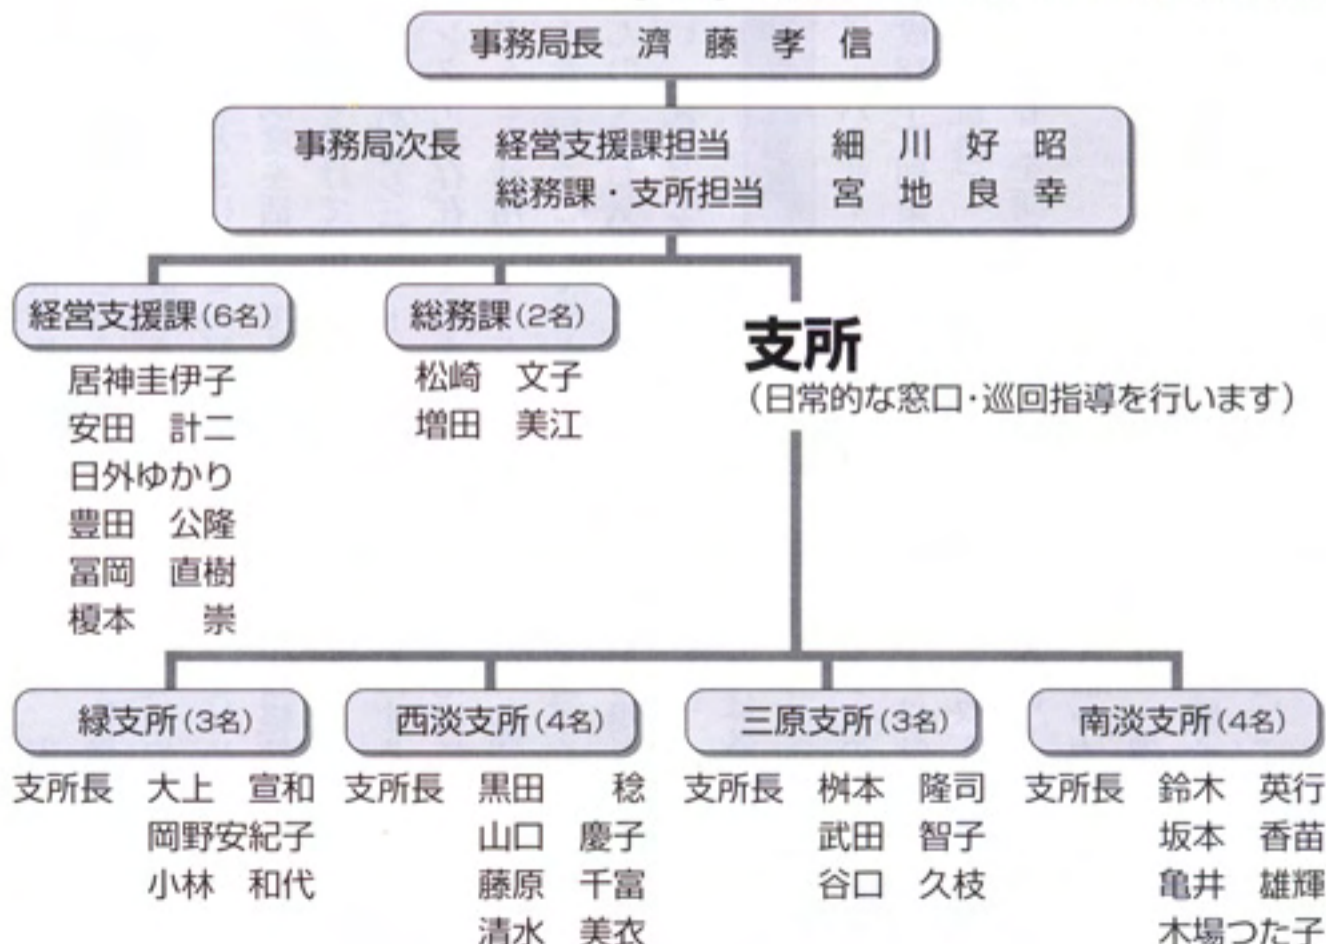 事務局長 濟藤孝信
事務局次長 経営支援課担当 細川好昭
総務課・支所担当 宮地良幸
経営支援課(6名)
居神圭伊子
安田 計二
日外ゆかり
豊田 公隆
冨岡 直樹
榎本 崇
総務課(2名)
松崎 文子
増田 美江
支所
(日常的な窓口・巡回指導を行います)
緑支所(3名)
支所長 大上 宣和
岡野安紀子
小林 和代
西淡支所(4名)
支所長 黒田 稔
山口 慶子
藤原 千富
清水 美衣
三原支所(3名)
支所長 桝本 隆司
武田 智子
谷口 久枝
南淡支所(4名)
支所長 鈴木 英行
坂本 香苗
亀井 雄輝
木場つた子